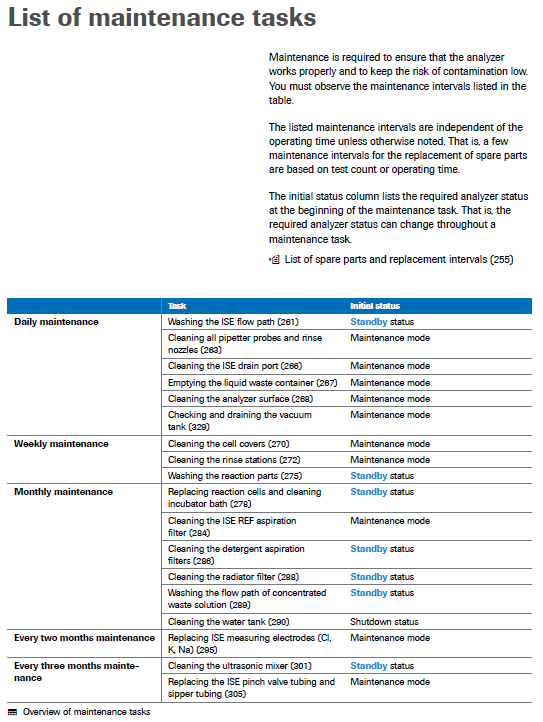 List of maintenance tasks
Maintenance is required to ensure that the analyzer
works properly and to keep the risk of contamination low.
You must observe the maintenance intervals listed in the
table.
The listed maintenance intervals are independent of the
operating time unless otherwise noted. That is, a few
maintenance intervals for the replacement of spare parts
are based on test count or operating time.
The initial status column lists the required analyzer status
at the beginning of the maintenance task. That is, the
required analyzer status can change throughout a
maintenance task.
List of spare parts and replacement intervals (255)
Task Initial status
Daily maintenance Washing the ISE flow path (261) Standby status
Cleaning all pipetter probes and rinse Maintenance mode
nozzles (263)
Cleaning the ISE drain port (266) Maintenance mode
Emptying the liquid waste container (267) Maintenance mode
Cleaning the analyzer surface (268) Maintenance mode
Checking and draining the vacuum Maintenance mode
tank (329)
Weekly maintenance Cleaning the cell covers (270) Maintenance mode
Cleaning the rinse stations (272) Maintenance mode
Washing the reaction parts (275) Standby status
Monthly maintenance Replacing reaction cells and cleaning Standby status
incubator bath (278)
Cleaning the ISE REF aspiration Maintenance mode
filter (284)
Cleaning the detergent aspiration Standby status
filters (286)
Cleaning the radiator filter (288) Standby status
Washing the flow path of concentrated Standby status
waste solution (289)
Cleaning the water tank (290) Shutdown status
Every two months maintenance Replacing ISE measuring electrodes (Cl, Maintenance mode
K, Na) (295)
Every three months mainte- Cleaning the ultrasonic mixer (301) Standby status
nance Replacing the ISE pinch valve tubing and Maintenance mode
sipper tubing (305)
Overview of maintenance tasks